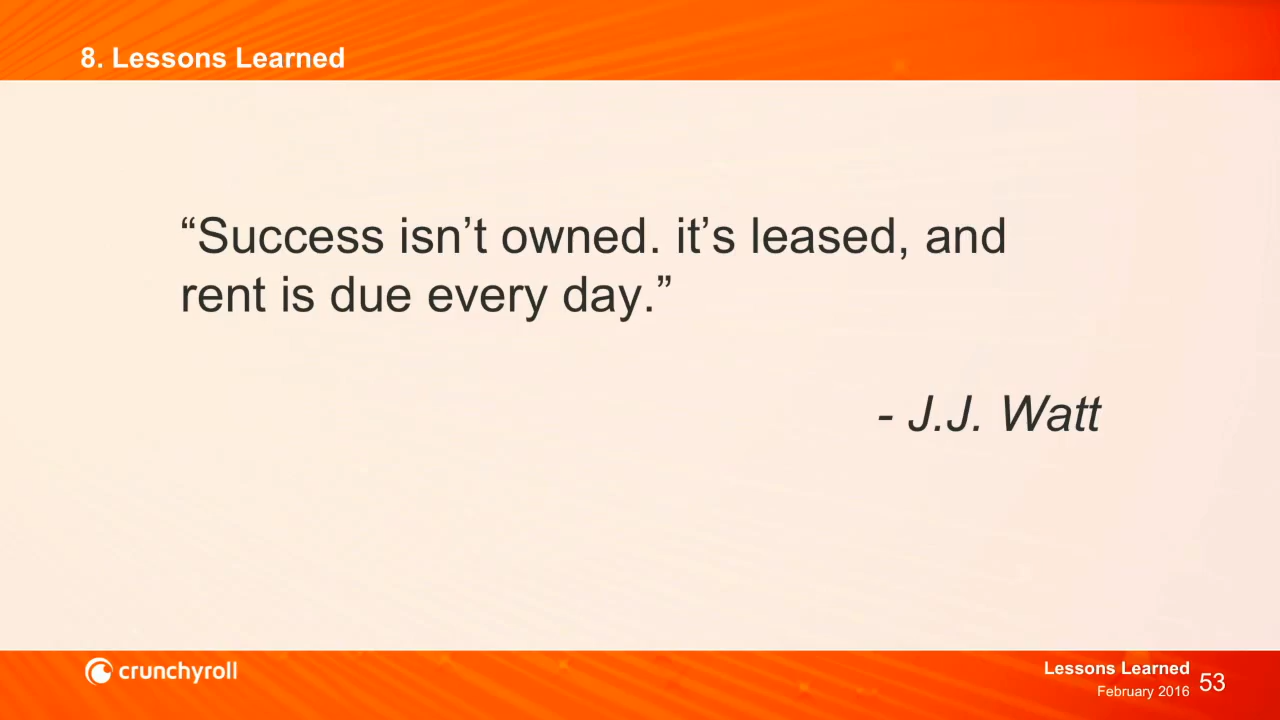 8. Lessons Learned
“Success isn’t owned. it’s leased, and
rent is due every day.”
- J.J. Watt
crunchyroll
Lessons Learned
February 2016
53